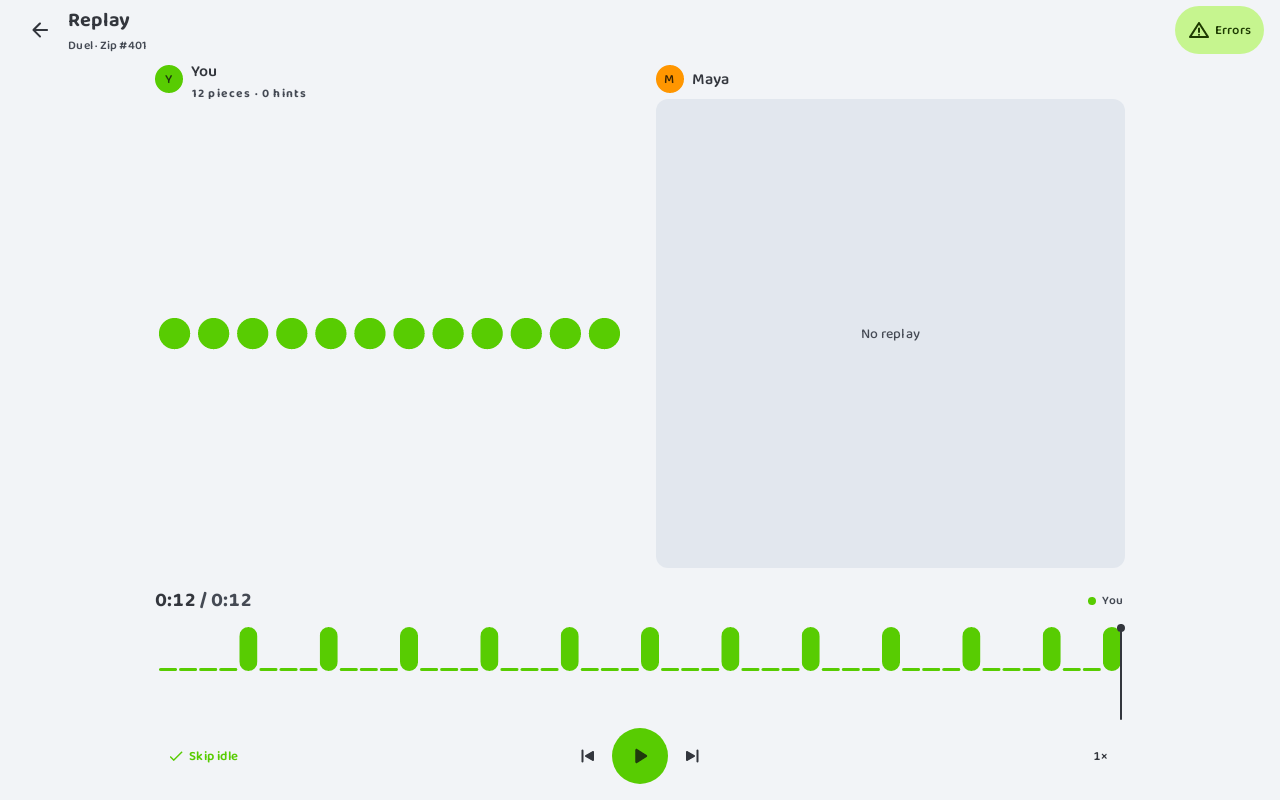 Replay
Duel · Zip #401
Errors
Y
You
12 pieces · 0 hints
M
Maya
No replay
0:12 / 0:12
You
Skip idle
1×